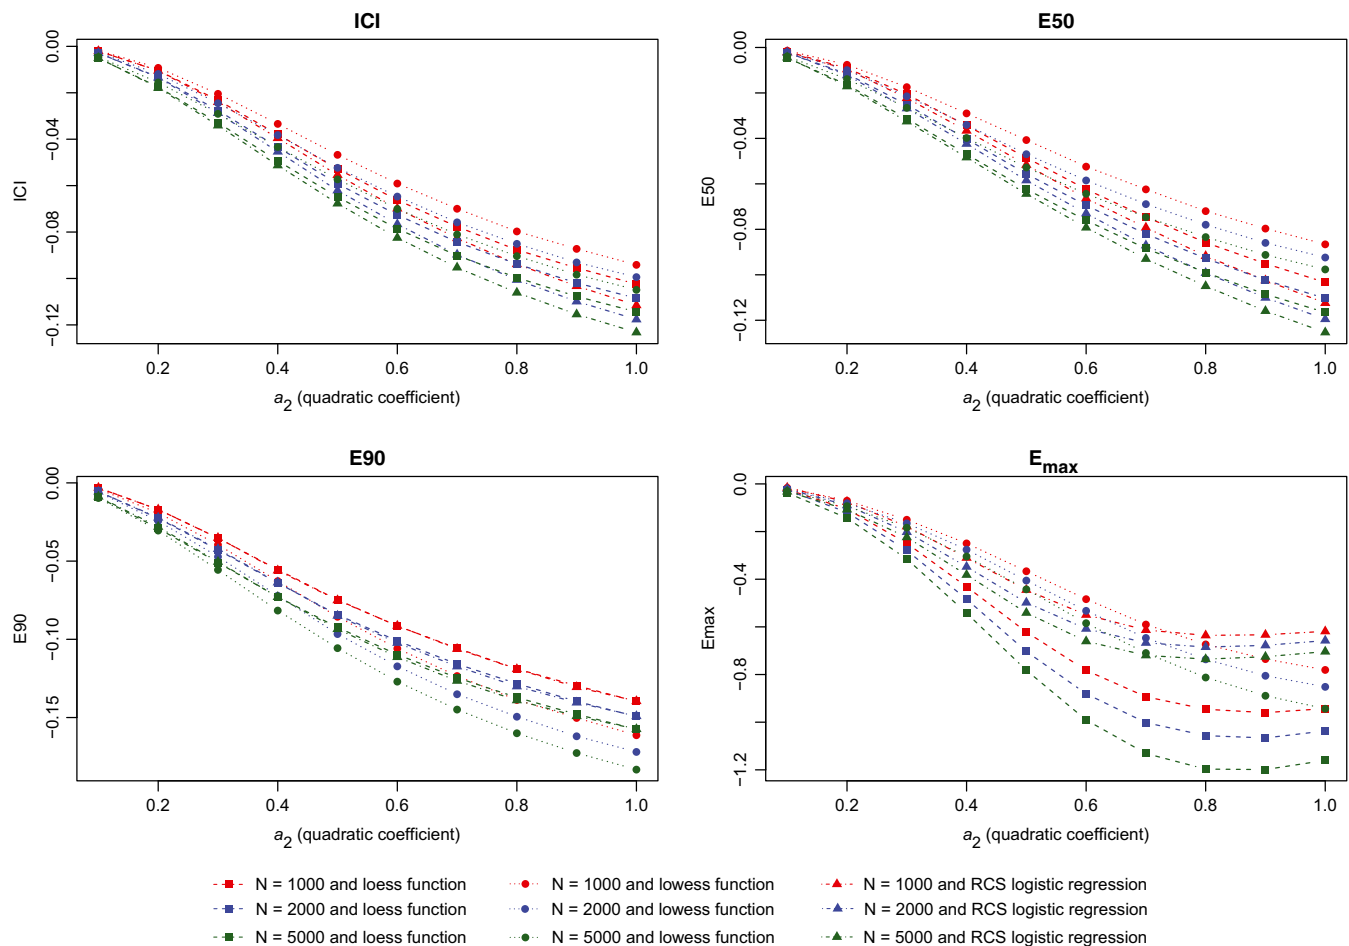 ICI
0.00
−0.04
−0.08
−0.12
ICI
0.2 0.4 0.6 0.8 1.0
a2 (quadratic coefficient)
E50
0.00
−0.04
−0.08
−0.12
E50
0.2 0.4 0.6 0.8 1.0
a2 (quadratic coefficient)
E90
0.00
−0.05
−0.10
−0.15
E90
0.2 0.4 0.6 0.8 1.0
a2 (quadratic coefficient)
Emax
0.0
−0.4
−0.8
−1.2
Emax
0.2 0.4 0.6 0.8 1.0
a2 (quadratic coefficient)
N = 1000 and loess function N = 1000 and lowess function N = 1000 and RCS logistic regression
N = 2000 and loess function N = 2000 and lowess function N = 2000 and RCS logistic regression
N = 5000 and loess function N = 5000 and lowess function N = 5000 and RCS logistic regression